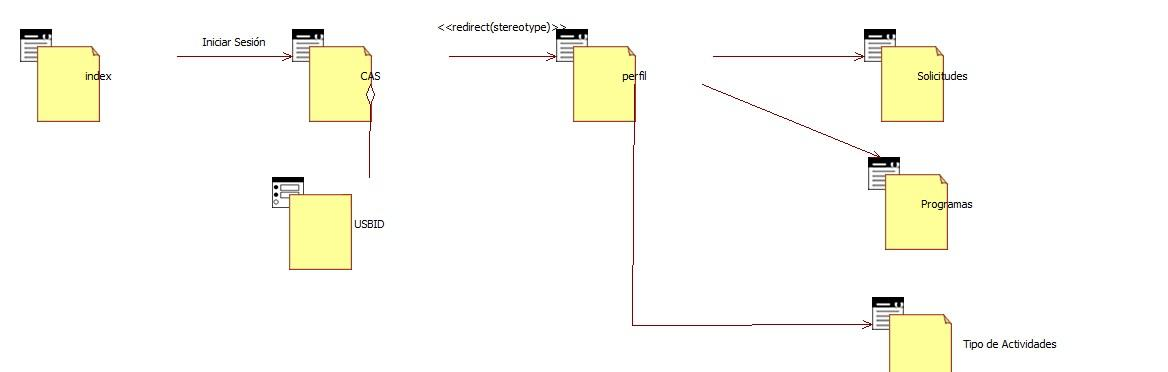 <<redirect(stereotype)>>
Iniciar Sesión
index
CAS
perfil
Solicitudes
Programas
USBID
Tipo de Actividades